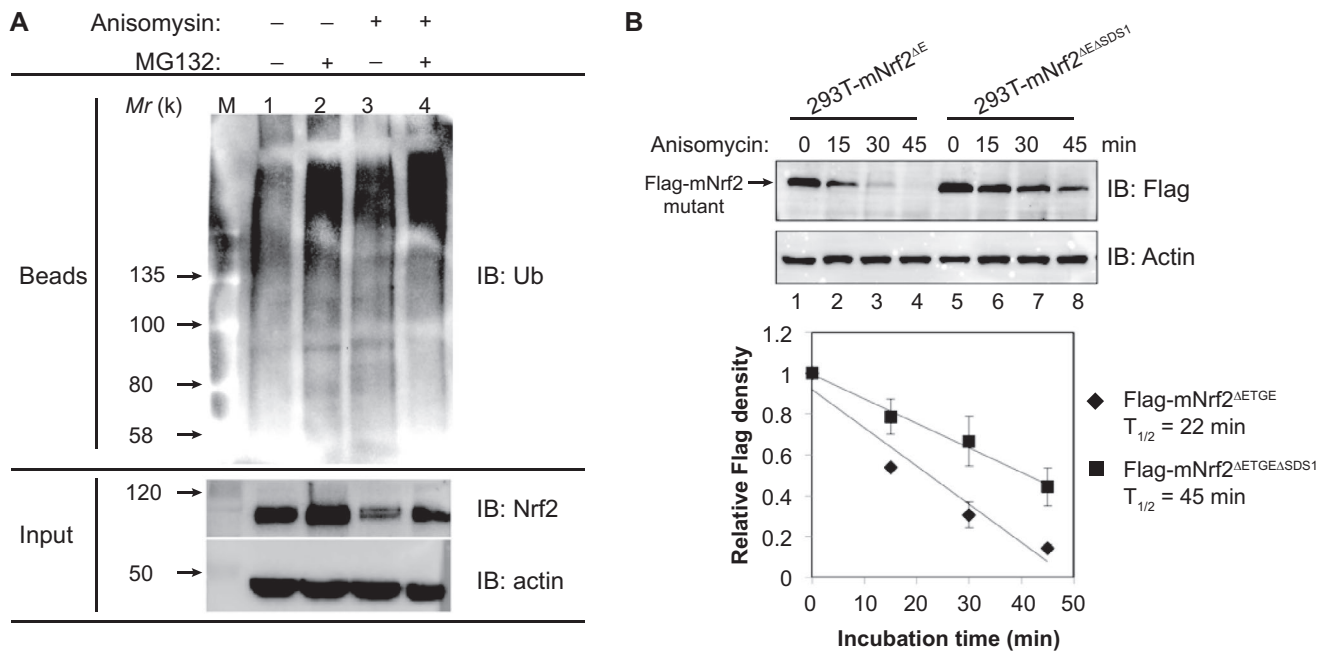 A
Anisomysin: – – + +
MG132: – + – +
Mr (k) M 1 2 3 4
Beads
135
100
80
58
IB: Ub
Input
120
IB: Nrf2
50
IB: actin
B
293T-mNrf2ΔE 293T-mNrf2ΔEΔSDS1
Anisomycin: 0 15 30 45 0 15 30 45 min
Flag-mNrf2
mutant
IB: Flag
IB: Actin
1 2 3 4 5 6 7 8
Relative Flag density
1.2
1
0.8
0.6
0.4
0.2
0
0 10 20 30 40 50
Incubation time (min)
Flag-mNrf2ΔETGE
T1/2 = 22 min
Flag-mNrf2ΔETGEΔSDS1
T1/2 = 45 min